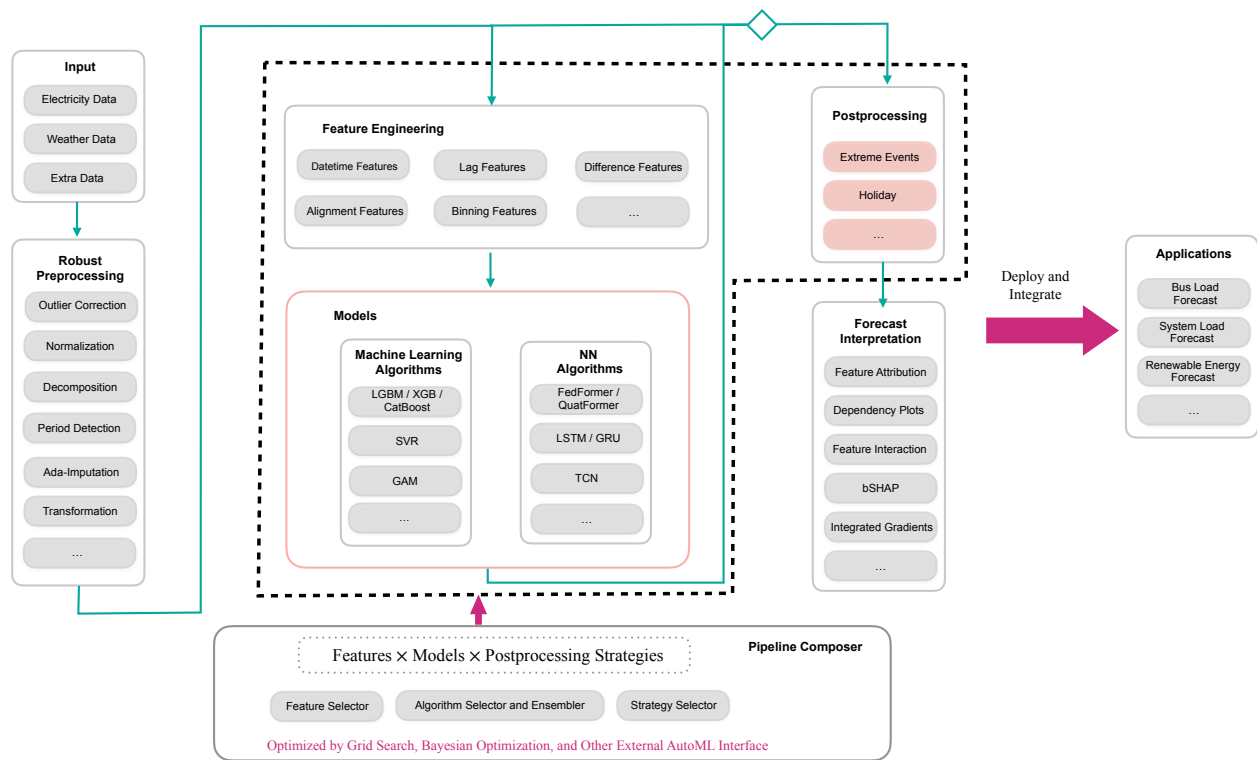 Input
Electricity Data
Weather Data
Extra Data
Robust
Preprocessing
Outlier Correction
Normalization
Decomposition
Period Detection
Ada-Imputation
Transformation
...
Feature Engineering
Datetime Features
Lag Features
Difference Features
Alignment Features
Binning Features
...
Models
Machine Learning
Algorithms
LGBM / XGB /
CatBoost
SVR
GAM
...
NN
Algorithms
FedFormer /
QuatFormer
LSTM / GRU
TCN
...
Postprocessing
Extreme Events
Holiday
...
Forecast
Interpretation
Feature Attribution
Dependency Plots
Feature Interaction
bSHAP
Integrated Gradients
...
Deploy and
Integrate
Applications
Bus Load
Forecast
System Load
Forecast
Renewable Energy
Forecast
...
Pipeline Composer
Features × Models × Postprocessing Strategies
Feature Selector
Algorithm Selector and Ensembler
Strategy Selector
Optimized by Grid Search, Bayesian Optimization, and Other External AutoML Interface